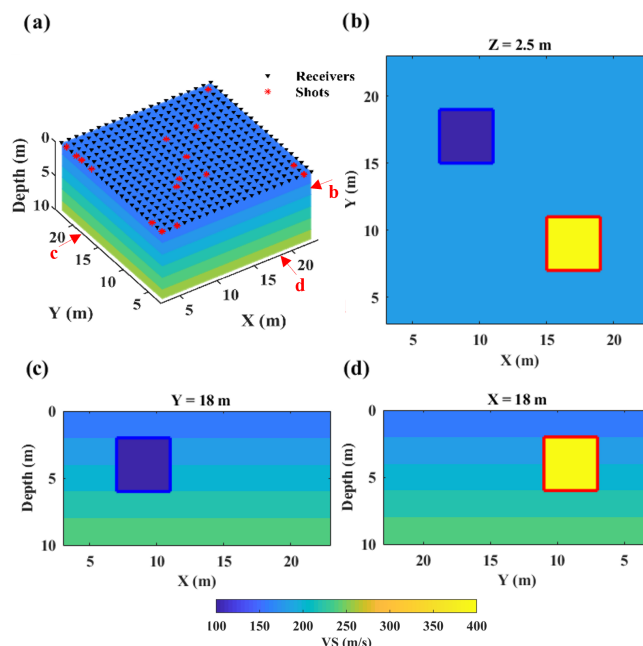 (a)
Receivers
Shots
Depth (m)
0
5
10
20
15
10
5
Y (m)
5
10
15
20
X (m)
b
c
d
(b)
Z = 2.5 m
20
15
10
5
Y (m)
5 10 15 20
X (m)
(c)
Y = 18 m
0
5
10
Depth (m)
5 10 15 20
X (m)
(d)
X = 18 m
0
5
10
Depth (m)
20 15 10 5
Y (m)
100 150 200 250 300 350 400
VS (m/s)